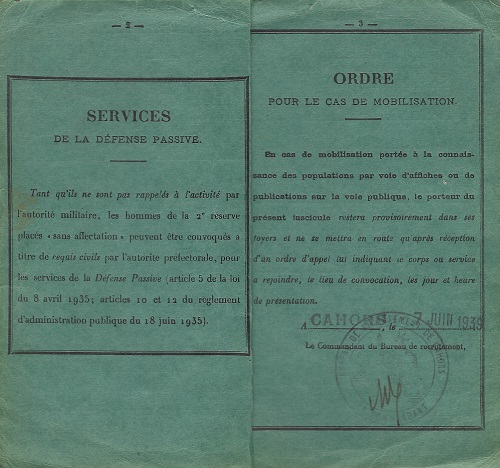 — 2 —
SERVICES
DE LA DÉFENSE PASSIVE.
Tant qu'ils ne sont pas rappelés à l'activité par
l'autorité militaire, les hommes de la 2e réserve
placés « sans affectation » peuvent être convoqués à
titre de requis civils par l'autorité préfectorale, pour
les services de la Défense Passive (article 5 de la loi
du 8 avril 1935; articles 10 et 12 du règlement
d'administration publique du 18 juin 1935).
— 3 —
ORDRE
POUR LE CAS DE MOBILISATION.
En cas de mobilisation portée à la connais-
sance des populations par voie d'affiches ou de
publications sur la voie publique, le porteur du
présent fascicule restera provisoirement dans ses
foyers et ne se mettra en route qu'après réception
d'un ordre d'appel lui indiquant le corps ou service
à rejoindre, le lieu de convocation, les jour et heure
de présentation.
A CAHORS, le 7 JUIN 1939
Le Commandant du Bureau de recrutement,